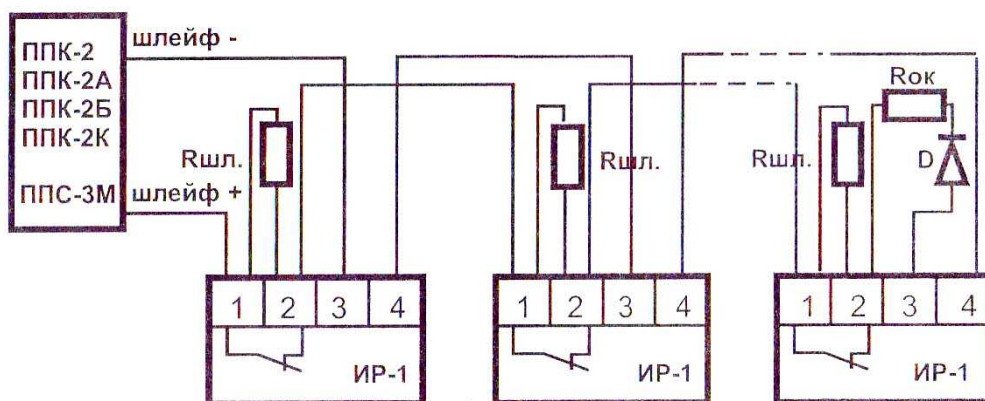 ППК-2
ППК-2А
ППК-2Б
ППК-2К
ППС-3М
шлейф -
шлейф +
Rшл.
Rшл.
Rшл.
Rок
D
1 2 3 4
ИР-1
1 2 3 4
ИР-1
1 2 3 4
ИР-1